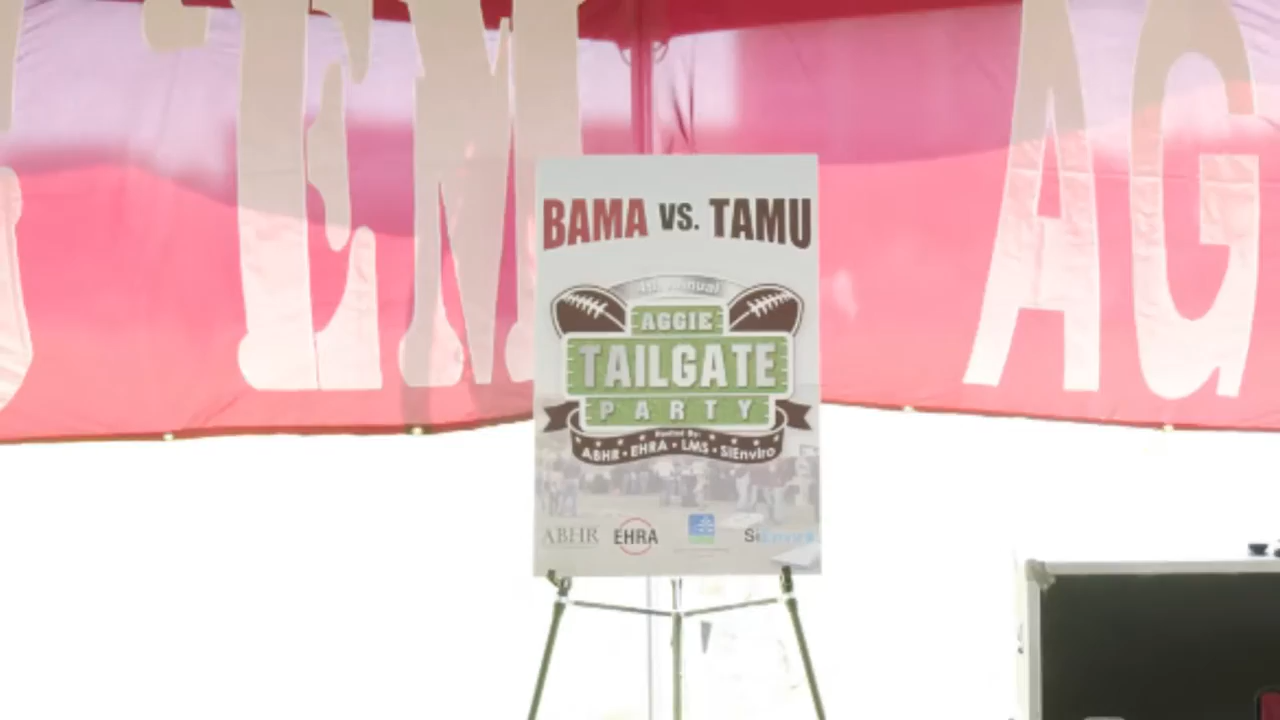 EM AG
BAMA VS. TAMU
4th Annual
AGGIE
TAILGATE
PARTY
Hosted By:
ABHR • EHRA • LMS • SiEnviro
ABHR EHRA